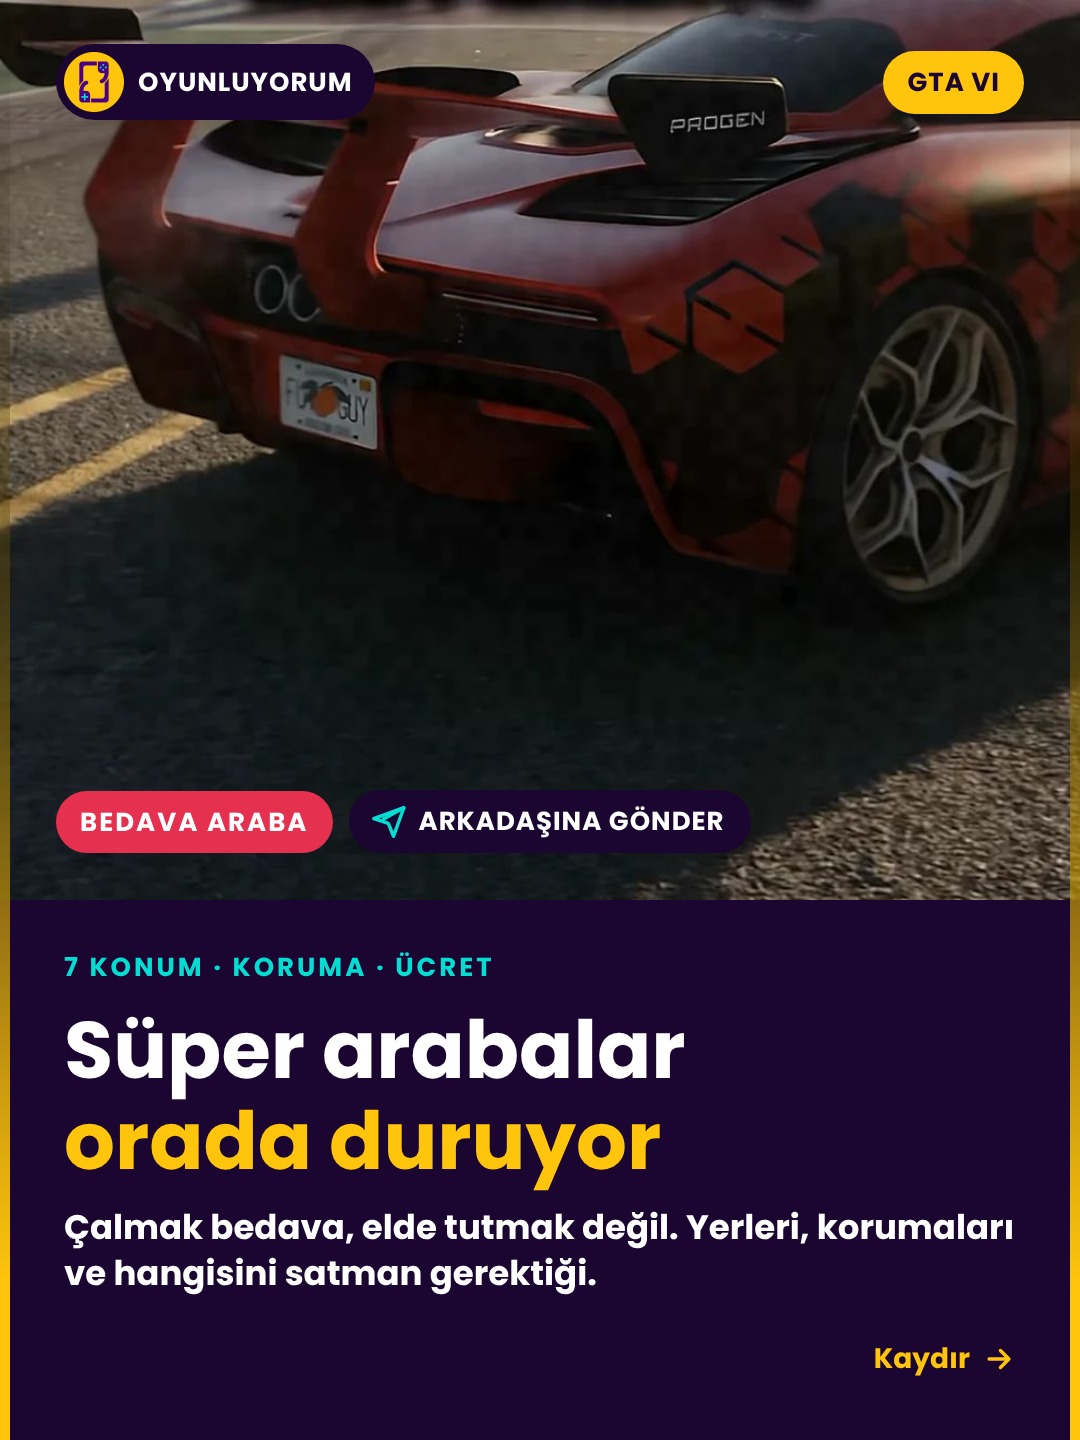 OYUNLUYORUM
GTA VI
PROGEN
GUY
BEDAVA ARABA
ARKADAŞINA GÖNDER
7 KONUM · KORUMA · ÜCRET
Süper arabalar
orada duruyor
Çalmak bedava, elde tutmak değil. Yerleri, korumaları
ve hangisini satman gerektiği.
Kaydır →